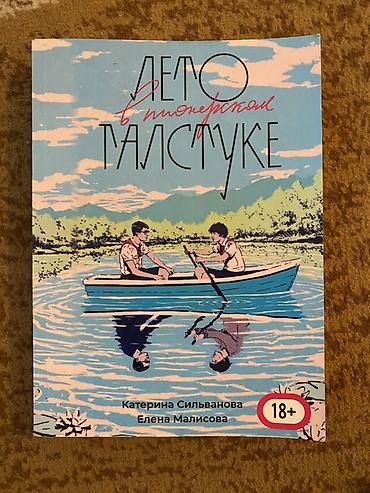 ЛЕТО
в пионерском
ГАЛСТУКЕ
Катерина Сильванова
Елена Малисова
18+